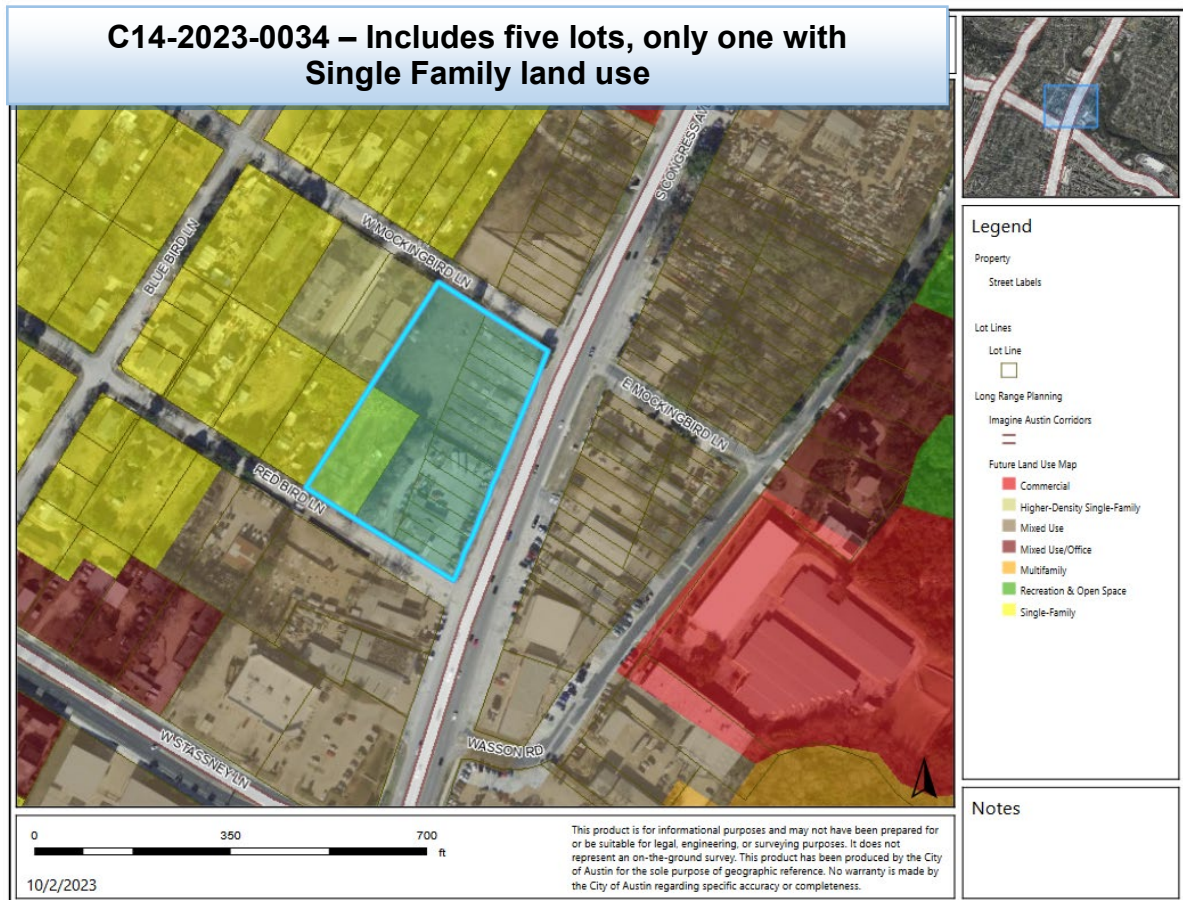 C14-2023-0034 – Includes five lots, only one with
Single Family land use
S CONGRESS AV
W MOCKINGBIRD LN
BLUE BIRD LN
E MOCKINGBIRD LN
RED BIRD LN
WASSON RD
W STASSNEY LN
Legend
Property
Street Labels
Lot Lines
Lot Line
Long Range Planning
Imagine Austin Corridors
Future Land Use Map
Commercial
Higher-Density Single-Family
Mixed Use
Mixed Use/Office
Multifamily
Recreation & Open Space
Single-Family
Notes
0 350 700
ft
10/2/2023
This product is for informational purposes and may not have been prepared for
or be suitable for legal, engineering, or surveying purposes. It does not
represent an on-the-ground survey. This product has been produced by the City
of Austin for the sole purpose of geographic reference. No warranty is made by
the City of Austin regarding specific accuracy or completeness.